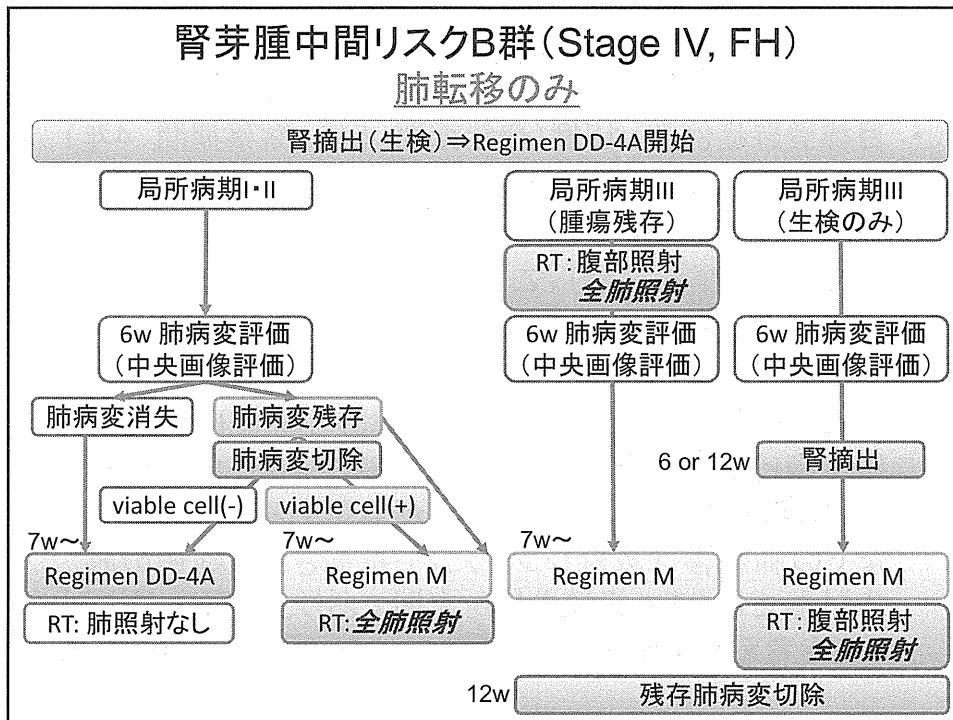 腎芽腫中間リスクB群(Stage IV, FH)
肺転移のみ
腎摘出(生検)⇒Regimen DD-4A開始
局所病期I・II
局所病期III
(腫瘍残存)
局所病期III
(生検のみ)
RT:腹部照射
全肺照射
6w 肺病変評価
(中央画像評価)
6w 肺病変評価
(中央画像評価)
6w 肺病変評価
(中央画像評価)
肺病変消失
肺病変残存
肺病変切除
6 or 12w
腎摘出
viable cell(-)
viable cell(+)
7w~
7w~
7w~
Regimen DD-4A
Regimen M
Regimen M
Regimen M
RT: 肺照射なし
RT:全肺照射
RT:腹部照射
全肺照射
12w
残存肺病変切除